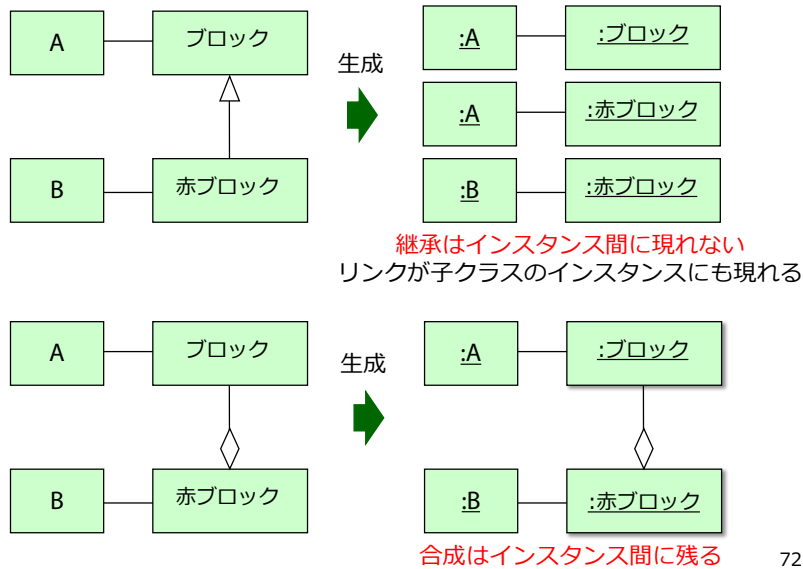 A
ブロック
生成
:A
:ブロック
:A
:赤ブロック
B
赤ブロック
:B
:赤ブロック
継承はインスタンス間に現れない
リンクが子クラスのインスタンスにも現れる
A
ブロック
生成
:A
:ブロック
B
赤ブロック
:B
:赤ブロック
合成はインスタンス間に残る
72